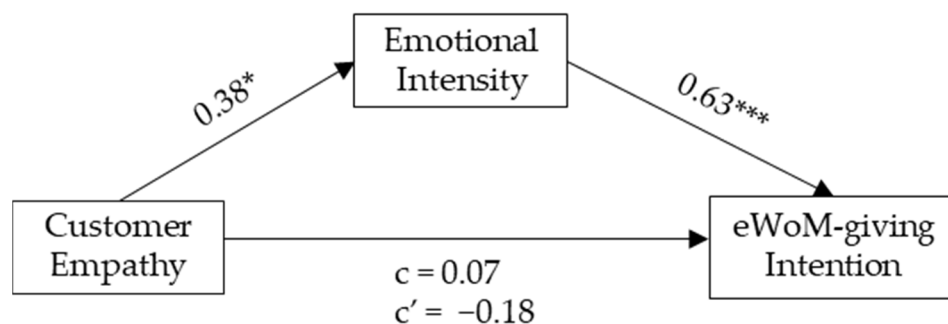 Emotional
Intensity
0.38*
0.63***
Customer
Empathy
eWoM-giving
Intention
c = 0.07
c′ = −0.18